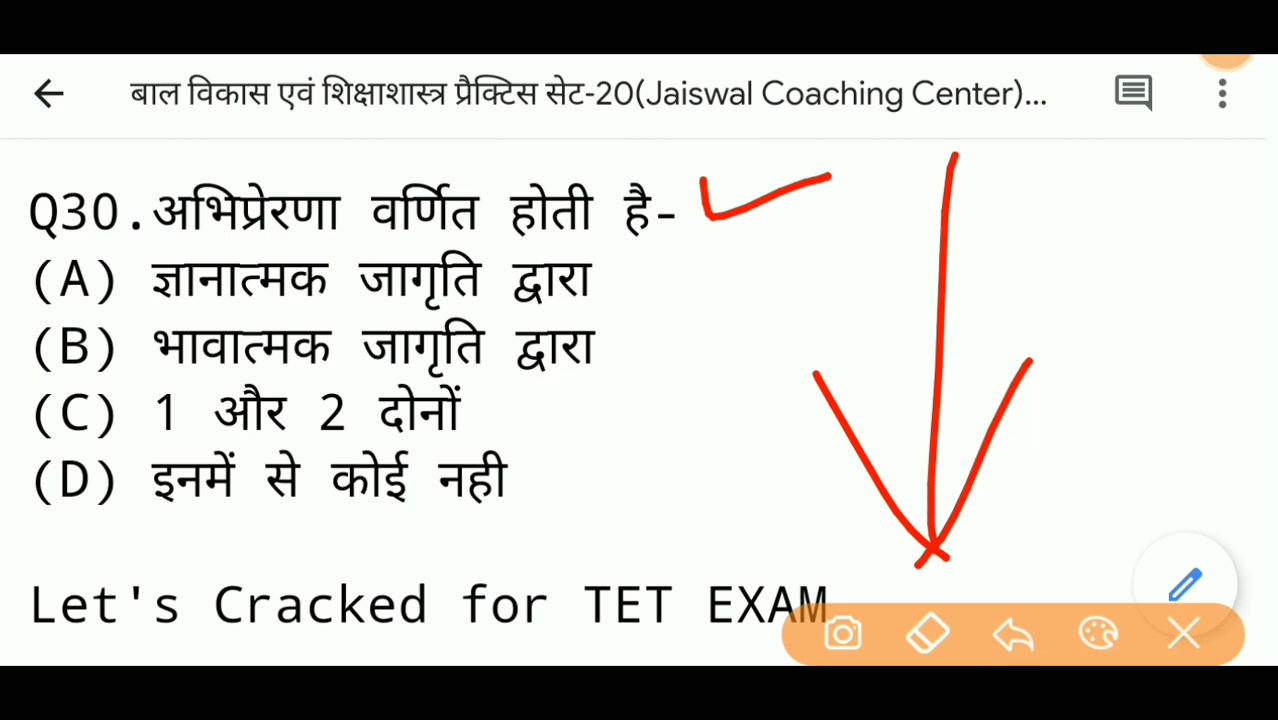 बाल विकास एवं शिक्षाशास्त्र प्रैक्टिस सेट-20(Jaiswal Coaching Center)...
Q30.अभिप्रेरणा वर्णित होती है-
(A) ज्ञानात्मक जागृति द्वारा
(B) भावात्मक जागृति द्वारा
(C) 1 और 2 दोनों
(D) इनमें से कोई नही
Let's Cracked for TET EXAM